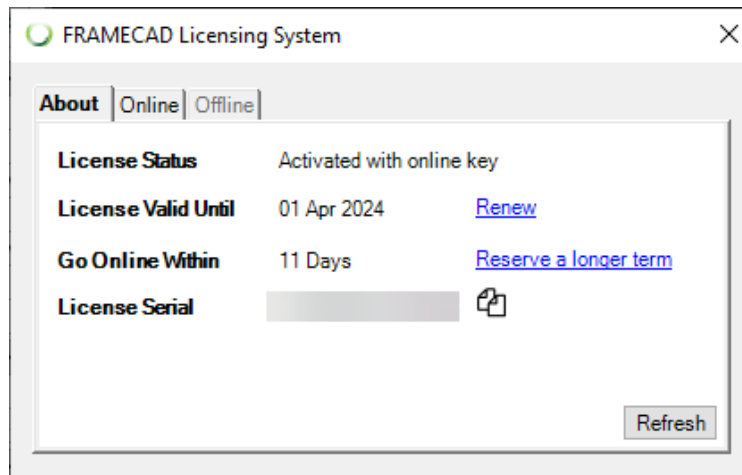 FRAMECAD Licensing System
About Online Offline
License Status Activated with online key
License Valid Until 01 Apr 2024 Renew
Go Online Within 11 Days Reserve a longer term
License Serial
Refresh